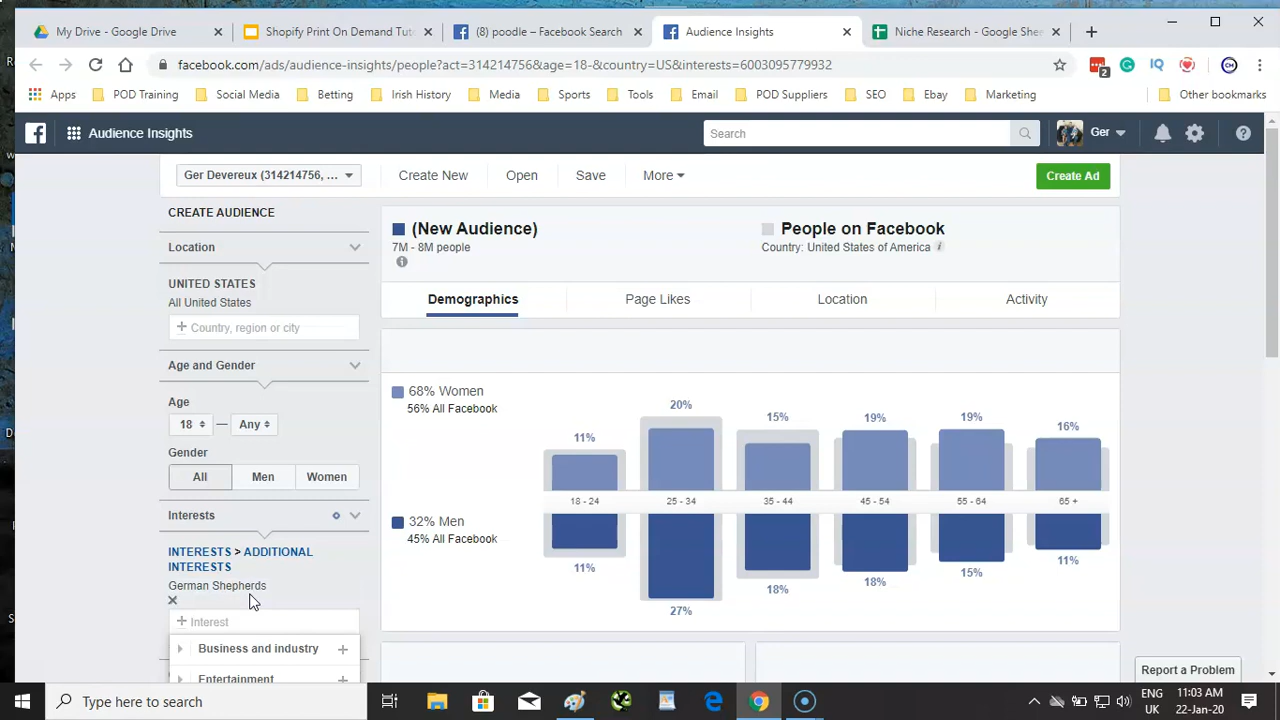 My Drive - Google Drive
Shopify Print On Demand Tut
(8) poodle – Facebook Search
Audience Insights
Niche Research - Google Shee
facebook.com/ads/audience-insights/people?act=314214756&age=18-&country=US&interests=6003095779932
2
CH
Apps
POD Training
Social Media
Betting
Irish History
Media
Sports
Tools
Email
POD Suppliers
SEO
Ebay
Marketing
Other bookmarks
Audience Insights
Search
Ger
Ger Devereux (314214756, ...
Create New
Open
Save
More
Create Ad
CREATE AUDIENCE
(New Audience)
People on Facebook
7M - 8M people
Country: United States of America
Location
UNITED STATES
All United States
+ Country, region or city
Demographics
Page Likes
Location
Activity
Age and Gender
Age
18 — Any
Gender
All
Men
Women
68% Women
56% All Facebook
11%
20%
15%
19%
19%
16%
18 - 24
25 - 34
35 - 44
45 - 54
55 - 64
65 +
32% Men
45% All Facebook
11%
27%
18%
18%
15%
11%
Interests
INTERESTS > ADDITIONAL
INTERESTS
German Shepherds
+ Interest
Business and industry
Entertainment
Report a Problem
Type here to search
ENG
UK
11:03 AM
22-Jan-20